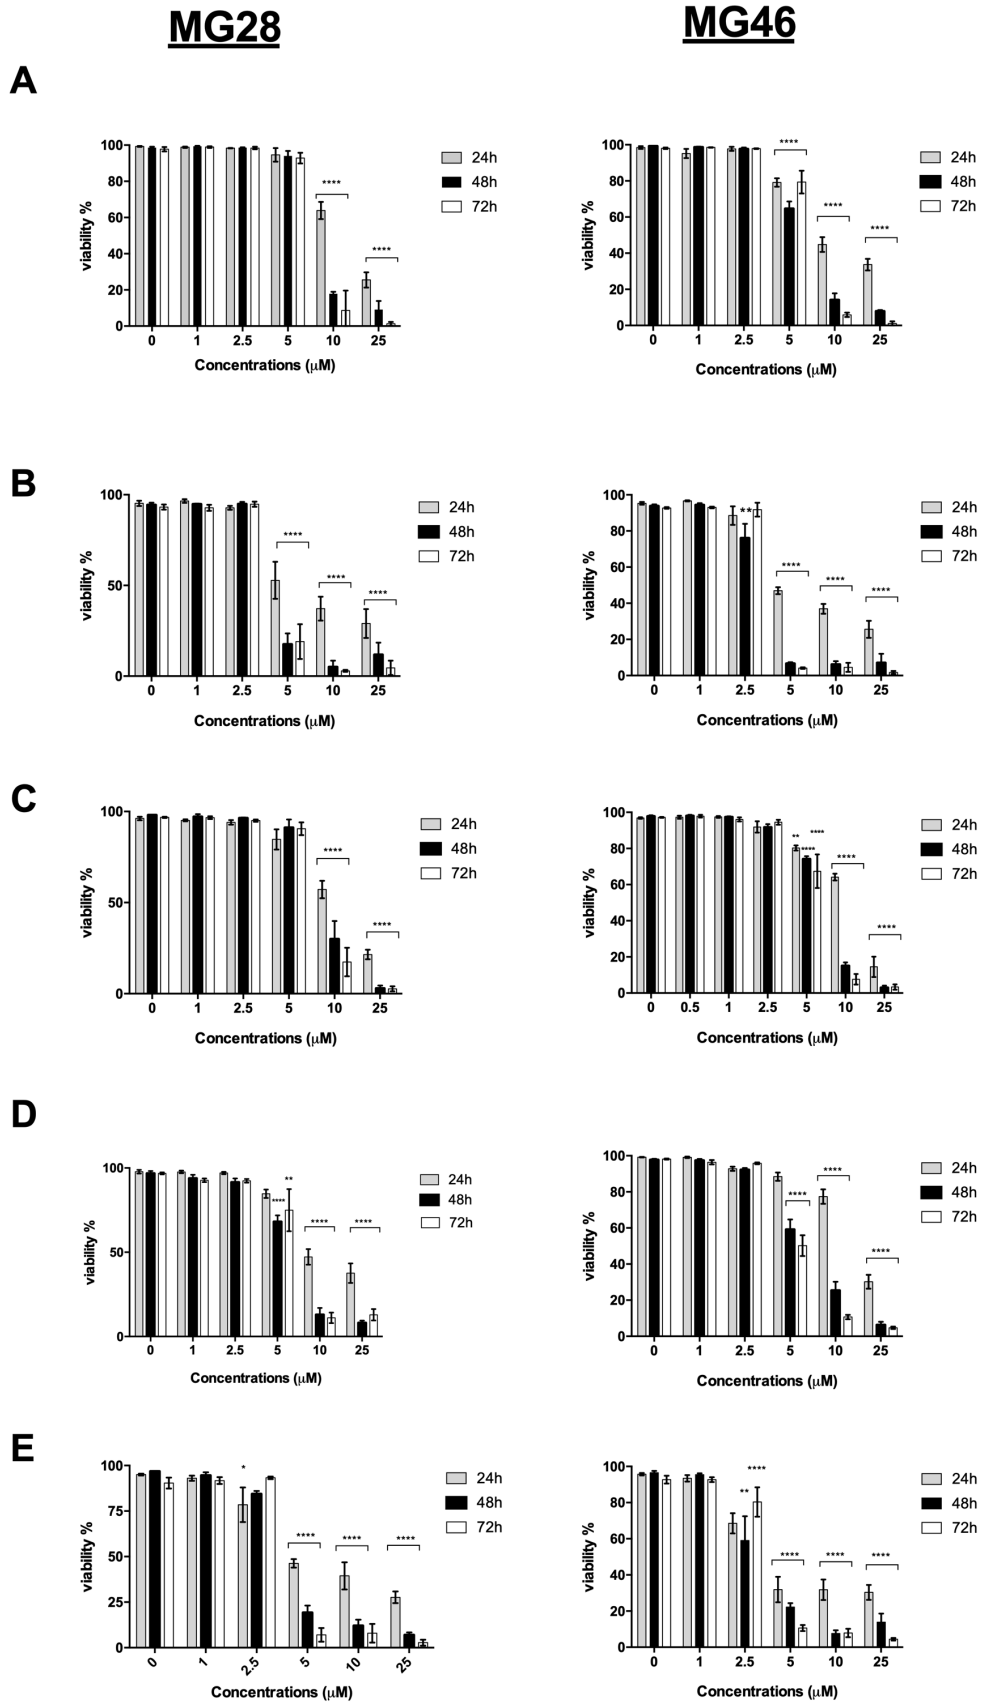 MG28 MG46
A
100 80 60 40 20 0
viability %
0 1 2.5 5 10 25
Concentrations (μM)
**** ****
24h
48h
72h
100 80 60 40 20 0
viability %
0 1 2.5 5 10 25
Concentrations (μM)
**** **** ****
24h
48h
72h
B
100 50 0
viability %
0 1 2.5 5 10 25
Concentrations (μM)
**** **** ****
24h
48h
72h
100 80 60 40 20 0
viability %
0 1 2.5 5 10 25
Concentrations (μM)
** **** **** ****
24h
48h
72h
C
100 50 0
viability %
0 1 2.5 5 10 25
Concentrations (μM)
**** ****
24h
48h
72h
100 80 60 40 20 0
viability %
0 0.5 1 2.5 5 10 25
Concentrations (μM)
** **** **** **** ****
24h
48h
72h
D
100 50 0
viability %
0 1 2.5 5 10 25
Concentrations (μM)
**** ** **** ****
24h
48h
72h
100 80 60 40 20 0
viability %
0 1 2.5 5 10 25
Concentrations (μM)
**** **** ****
24h
48h
72h
E
100 75 50 25 0
viability %
0 1 2.5 5 10 25
Concentrations (μM)
* **** **** ****
24h
48h
72h
100 80 60 40 20 0
viability %
0 1 2.5 5 10 25
Concentrations (μM)
** **** **** **** ****
24h
48h
72h